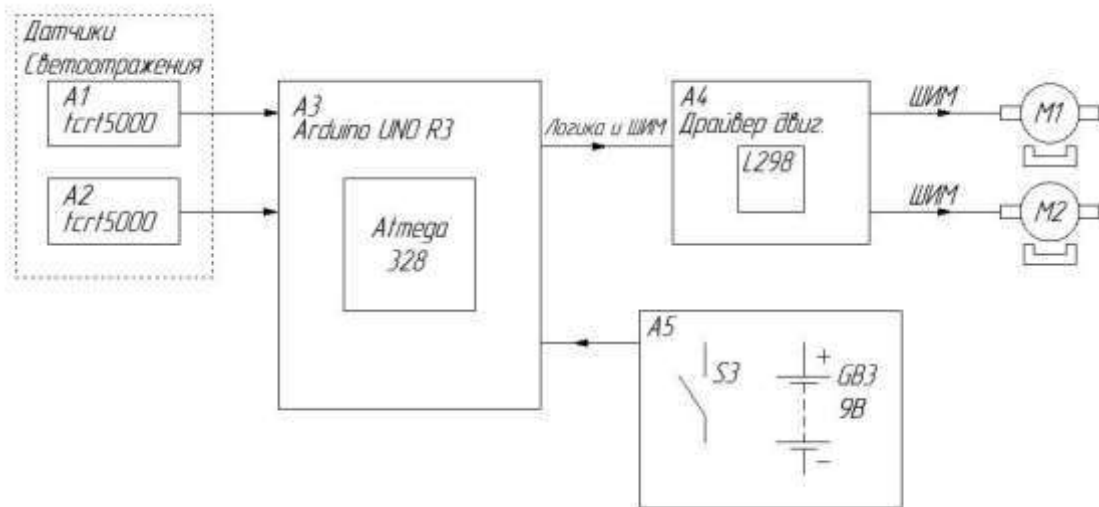 Датчики
Светоотражения
A1
tcrt5000
A2
tcrt5000
A3
Arduino UNO R3
Atmega
328
Логика и ШИМ
A4
Драйвер двиг.
L298
ШИМ
M1
ШИМ
M2
A5
S3
+
GB3
9В
-